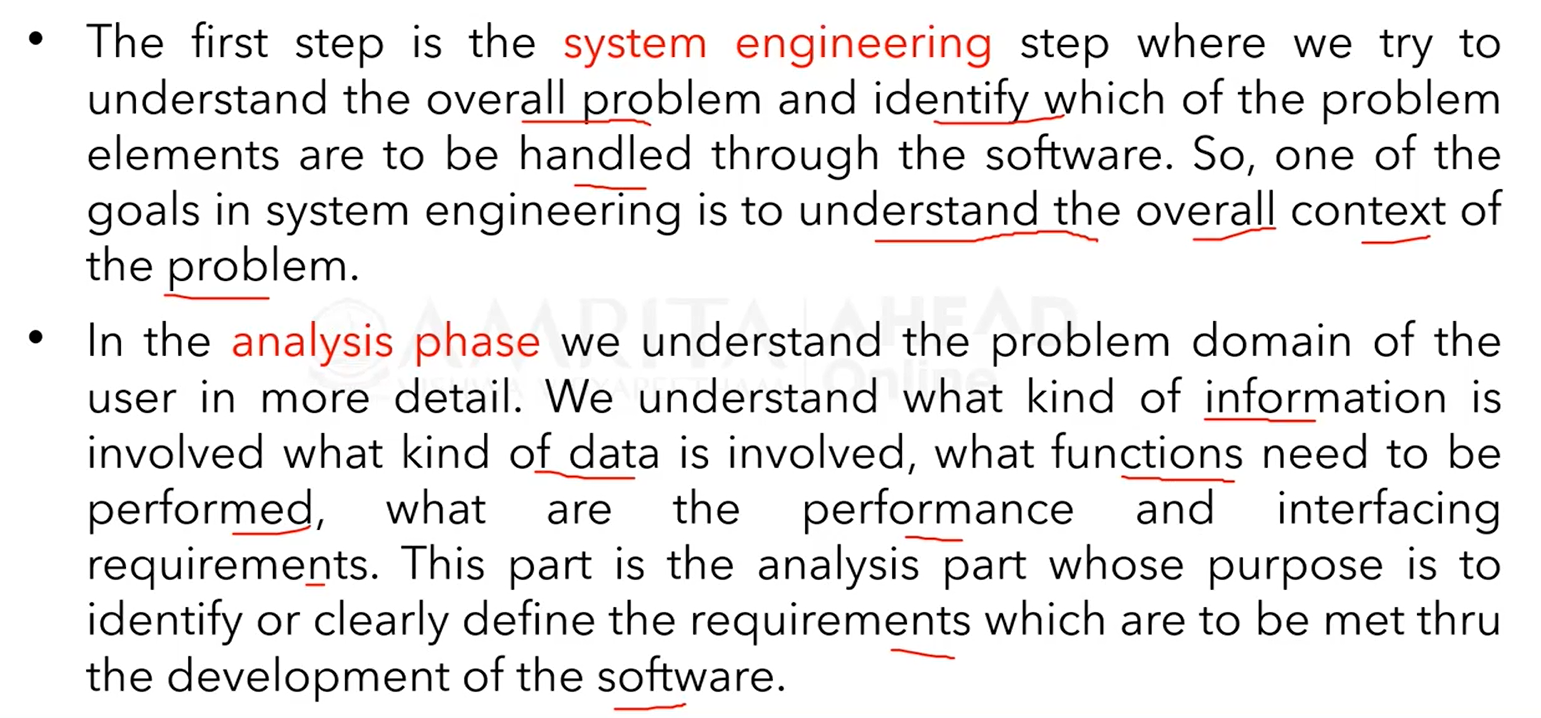 • The first step is the system engineering step where we try to
understand the overall problem and identify which of the problem
elements are to be handled through the software. So, one of the
goals in system engineering is to understand the overall context of
the problem.
• In the analysis phase we understand the problem domain of the
user in more detail. We understand what kind of information is
involved what kind of data is involved, what functions need to be
performed, what are the performance and interfacing
requirements. This part is the analysis part whose purpose is to
identify or clearly define the requirements which are to be met thru
the development of the software.
AMRITA AHEAD
VISHWA VIDYAPEETHAM Online